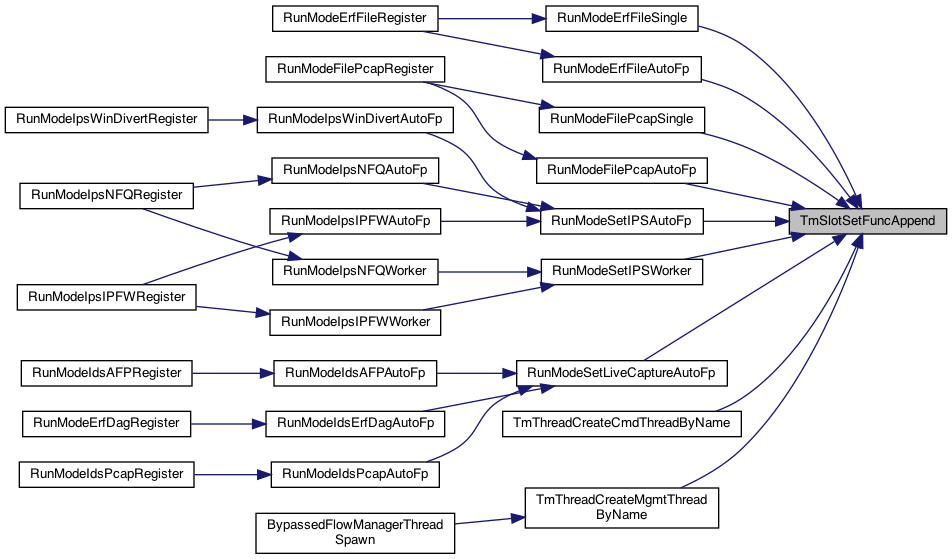 RunModeErfFileRegister
RunModeErfFileSingle
RunModeFilePcapRegister
RunModeErfFileAutoFp
RunModeIpsWinDivertRegister
RunModeIpsWinDivertAutoFp
RunModeFilePcapSingle
RunModeIpsNFQRegister
RunModeIpsNFQAutoFp
RunModeFilePcapAutoFp
RunModeIpsIPFWAutoFp
RunModeSetIPSAutoFp
TmSlotSetFuncAppend
RunModeIpsNFQWorker
RunModeSetIPSWorker
RunModeIpsIPFWRegister
RunModeIpsIPFWWorker
RunModeIdsAFPRegister
RunModeIdsAFPAutoFp
RunModeSetLiveCaptureAutoFp
RunModeErfDagRegister
RunModeIdsErfDagAutoFp
TmThreadCreateCmdThreadByName
RunModeIdsPcapRegister
RunModeIdsPcapAutoFp
TmThreadCreateMgmtThread
ByName
BypassedFlowManagerThread
Spawn